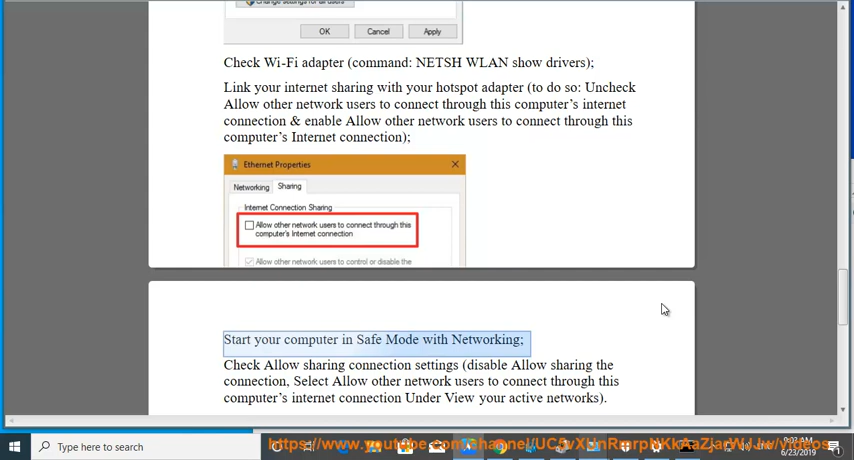 Change settings for all users
OK Cancel Apply
Check Wi-Fi adapter (command: NETSH WLAN show drivers);
Link your internet sharing with your hotspot adapter (to do so: Uncheck
Allow other network users to connect through this computer’s internet
connection & enable Allow other network users to connect through this
computer’s Internet connection);
Ethernet Properties
Networking Sharing
Internet Connection Sharing
Allow other network users to connect through this
computer's Internet connection
Allow other network users to control or disable the
Start your computer in Safe Mode with Networking;
Check Allow sharing connection settings (disable Allow sharing the
connection, Select Allow other network users to connect through this
computer’s internet connection Under View your active networks).
Type here to search
9:03 AM
6/23/2019